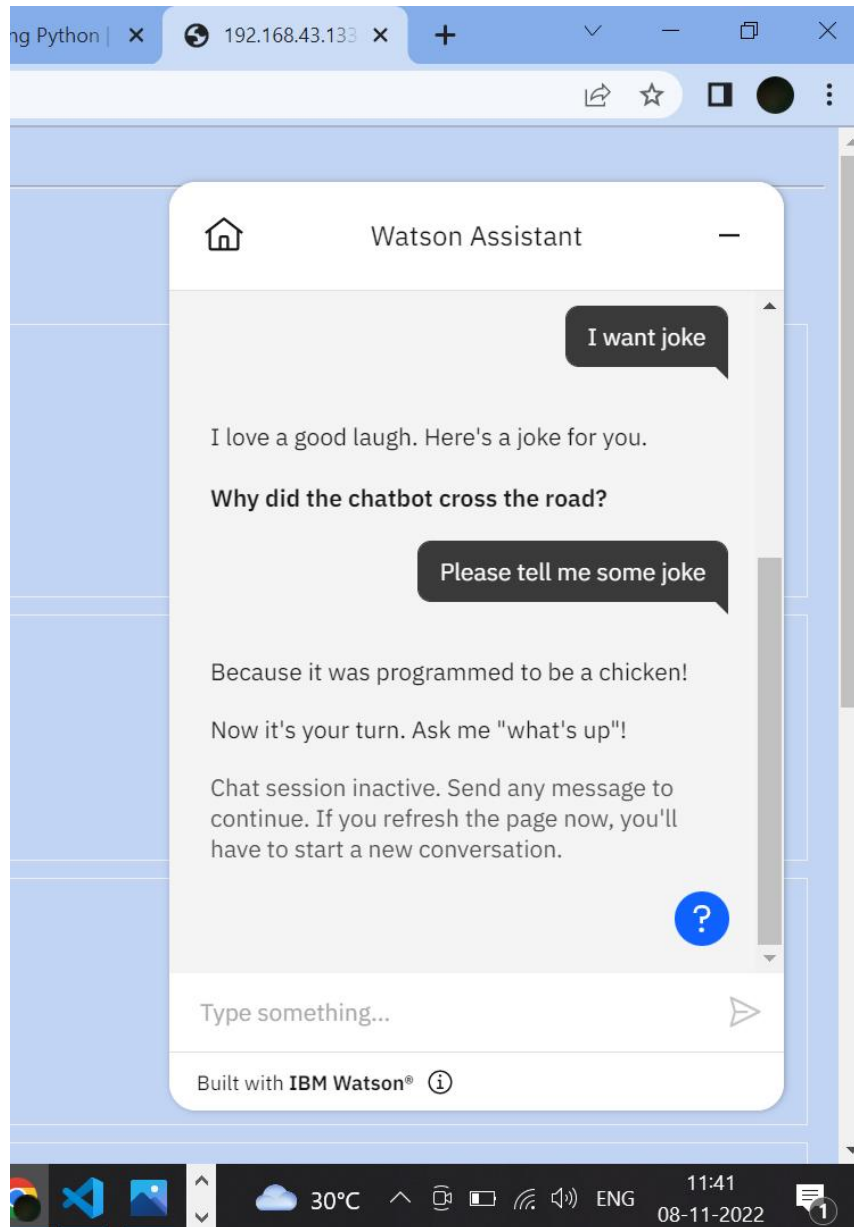 ng Python |
192.168.43.133
Watson Assistant
I want joke
I love a good laugh. Here's a joke for you.
Why did the chatbot cross the road?
Please tell me some joke
Because it was programmed to be a chicken!
Now it's your turn. Ask me "what's up"!
Chat session inactive. Send any message to
continue. If you refresh the page now, you'll
have to start a new conversation.
?
Type something...
Built with IBM Watson®
30°C
ENG
11:41
08-11-2022
1